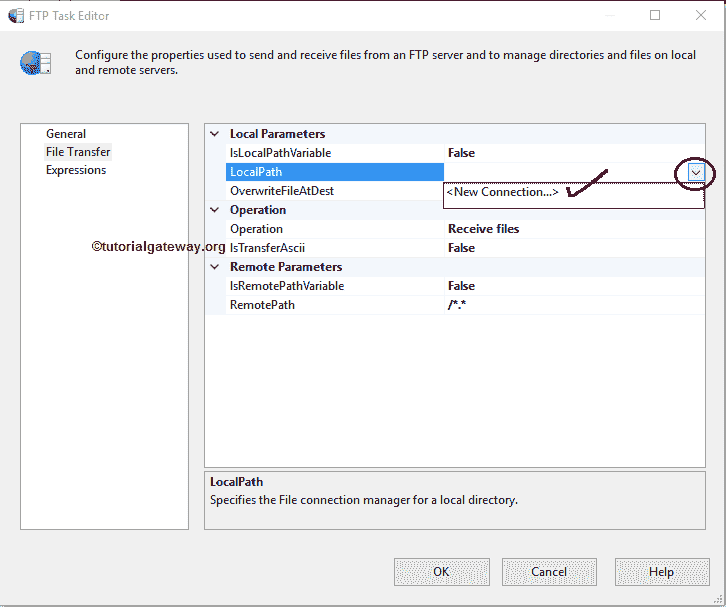 FTP Task Editor
Configure the properties used to send and receive files from an FTP server and to manage directories and files on local
and remote servers.
General
File Transfer
Expressions
Local Parameters
IsLocalPathVariable False
LocalPath
OverwriteFileAtDest
<New Connection...>
Operation
Operation Receive files
IsTransferAscii False
Remote Parameters
IsRemotePathVariable False
RemotePath /*.*
©tutorialgateway.org
LocalPath
Specifies the File connection manager for a local directory.
OK Cancel Help